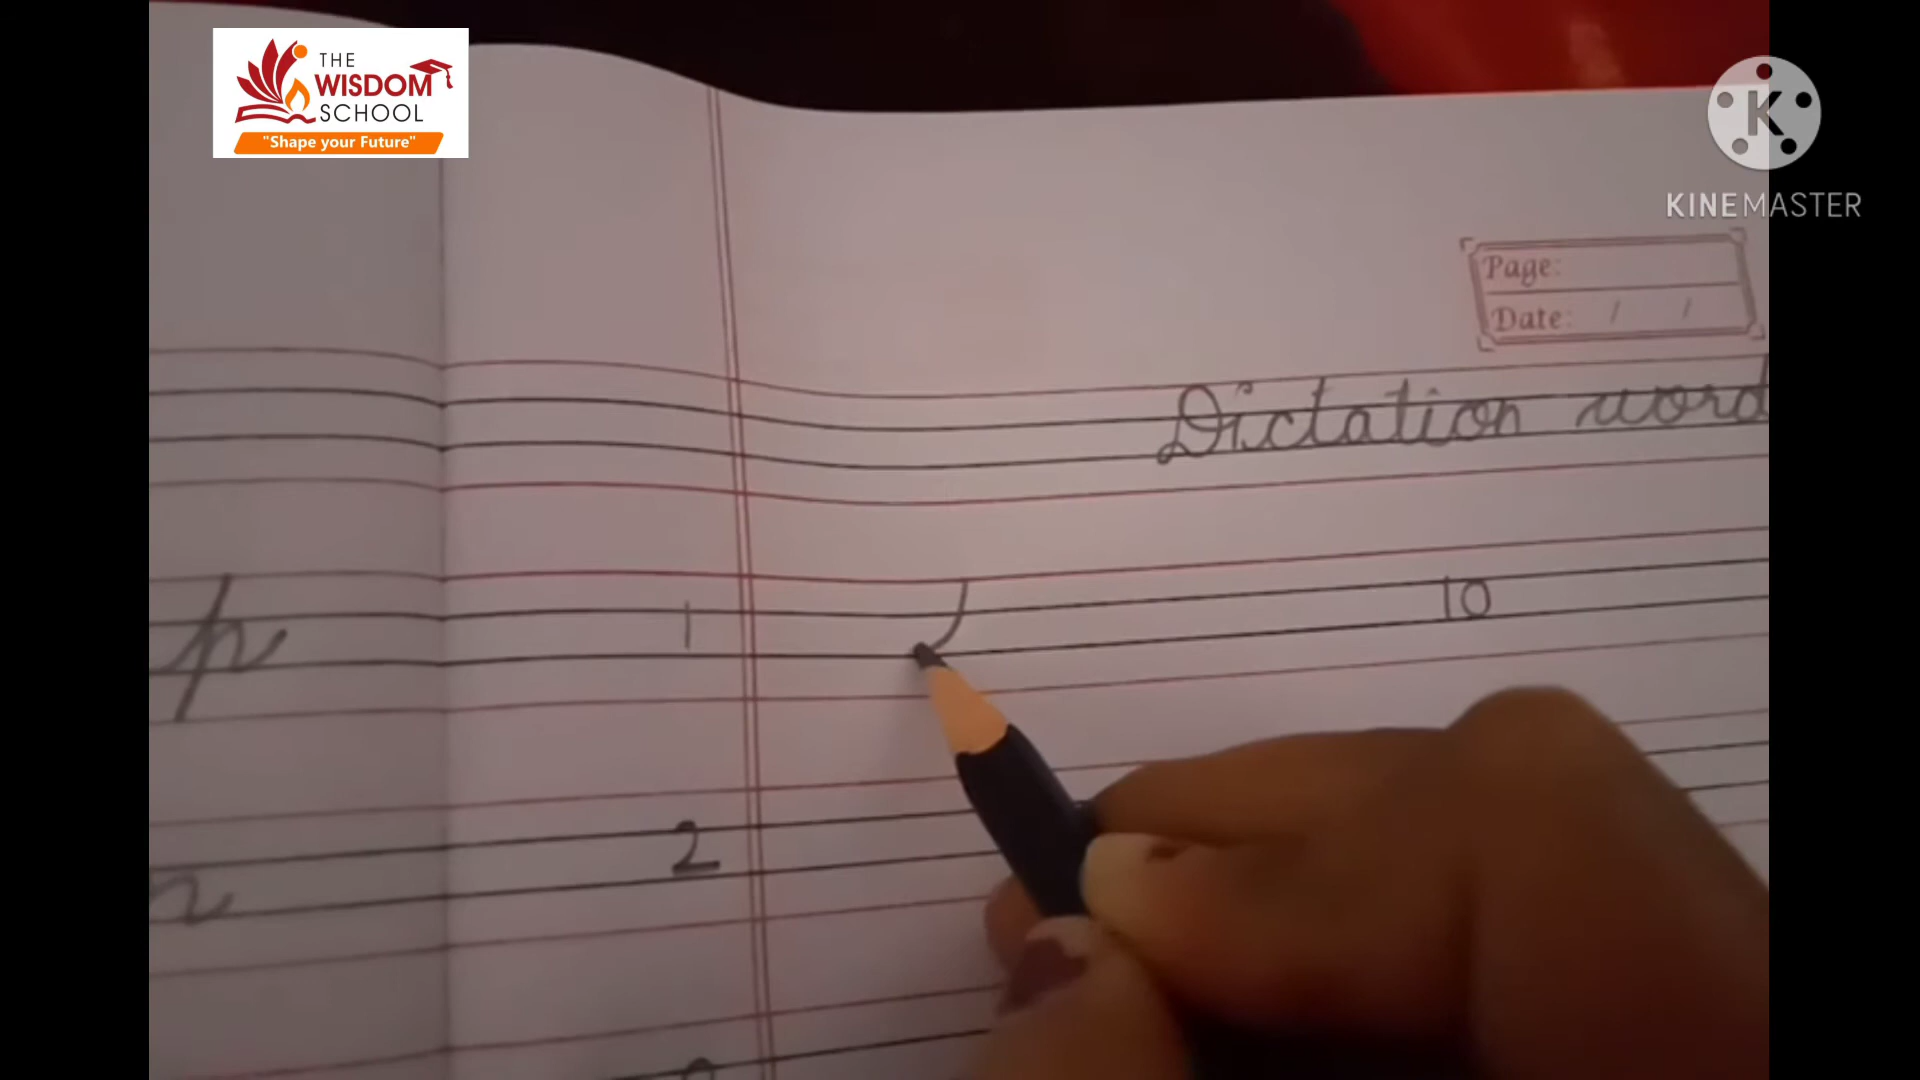 THE
WISDOM
SCHOOL
"Shape your Future"
K
KINEMASTER
Page:
Date: / /
Dictation word
p
1
10
2
n